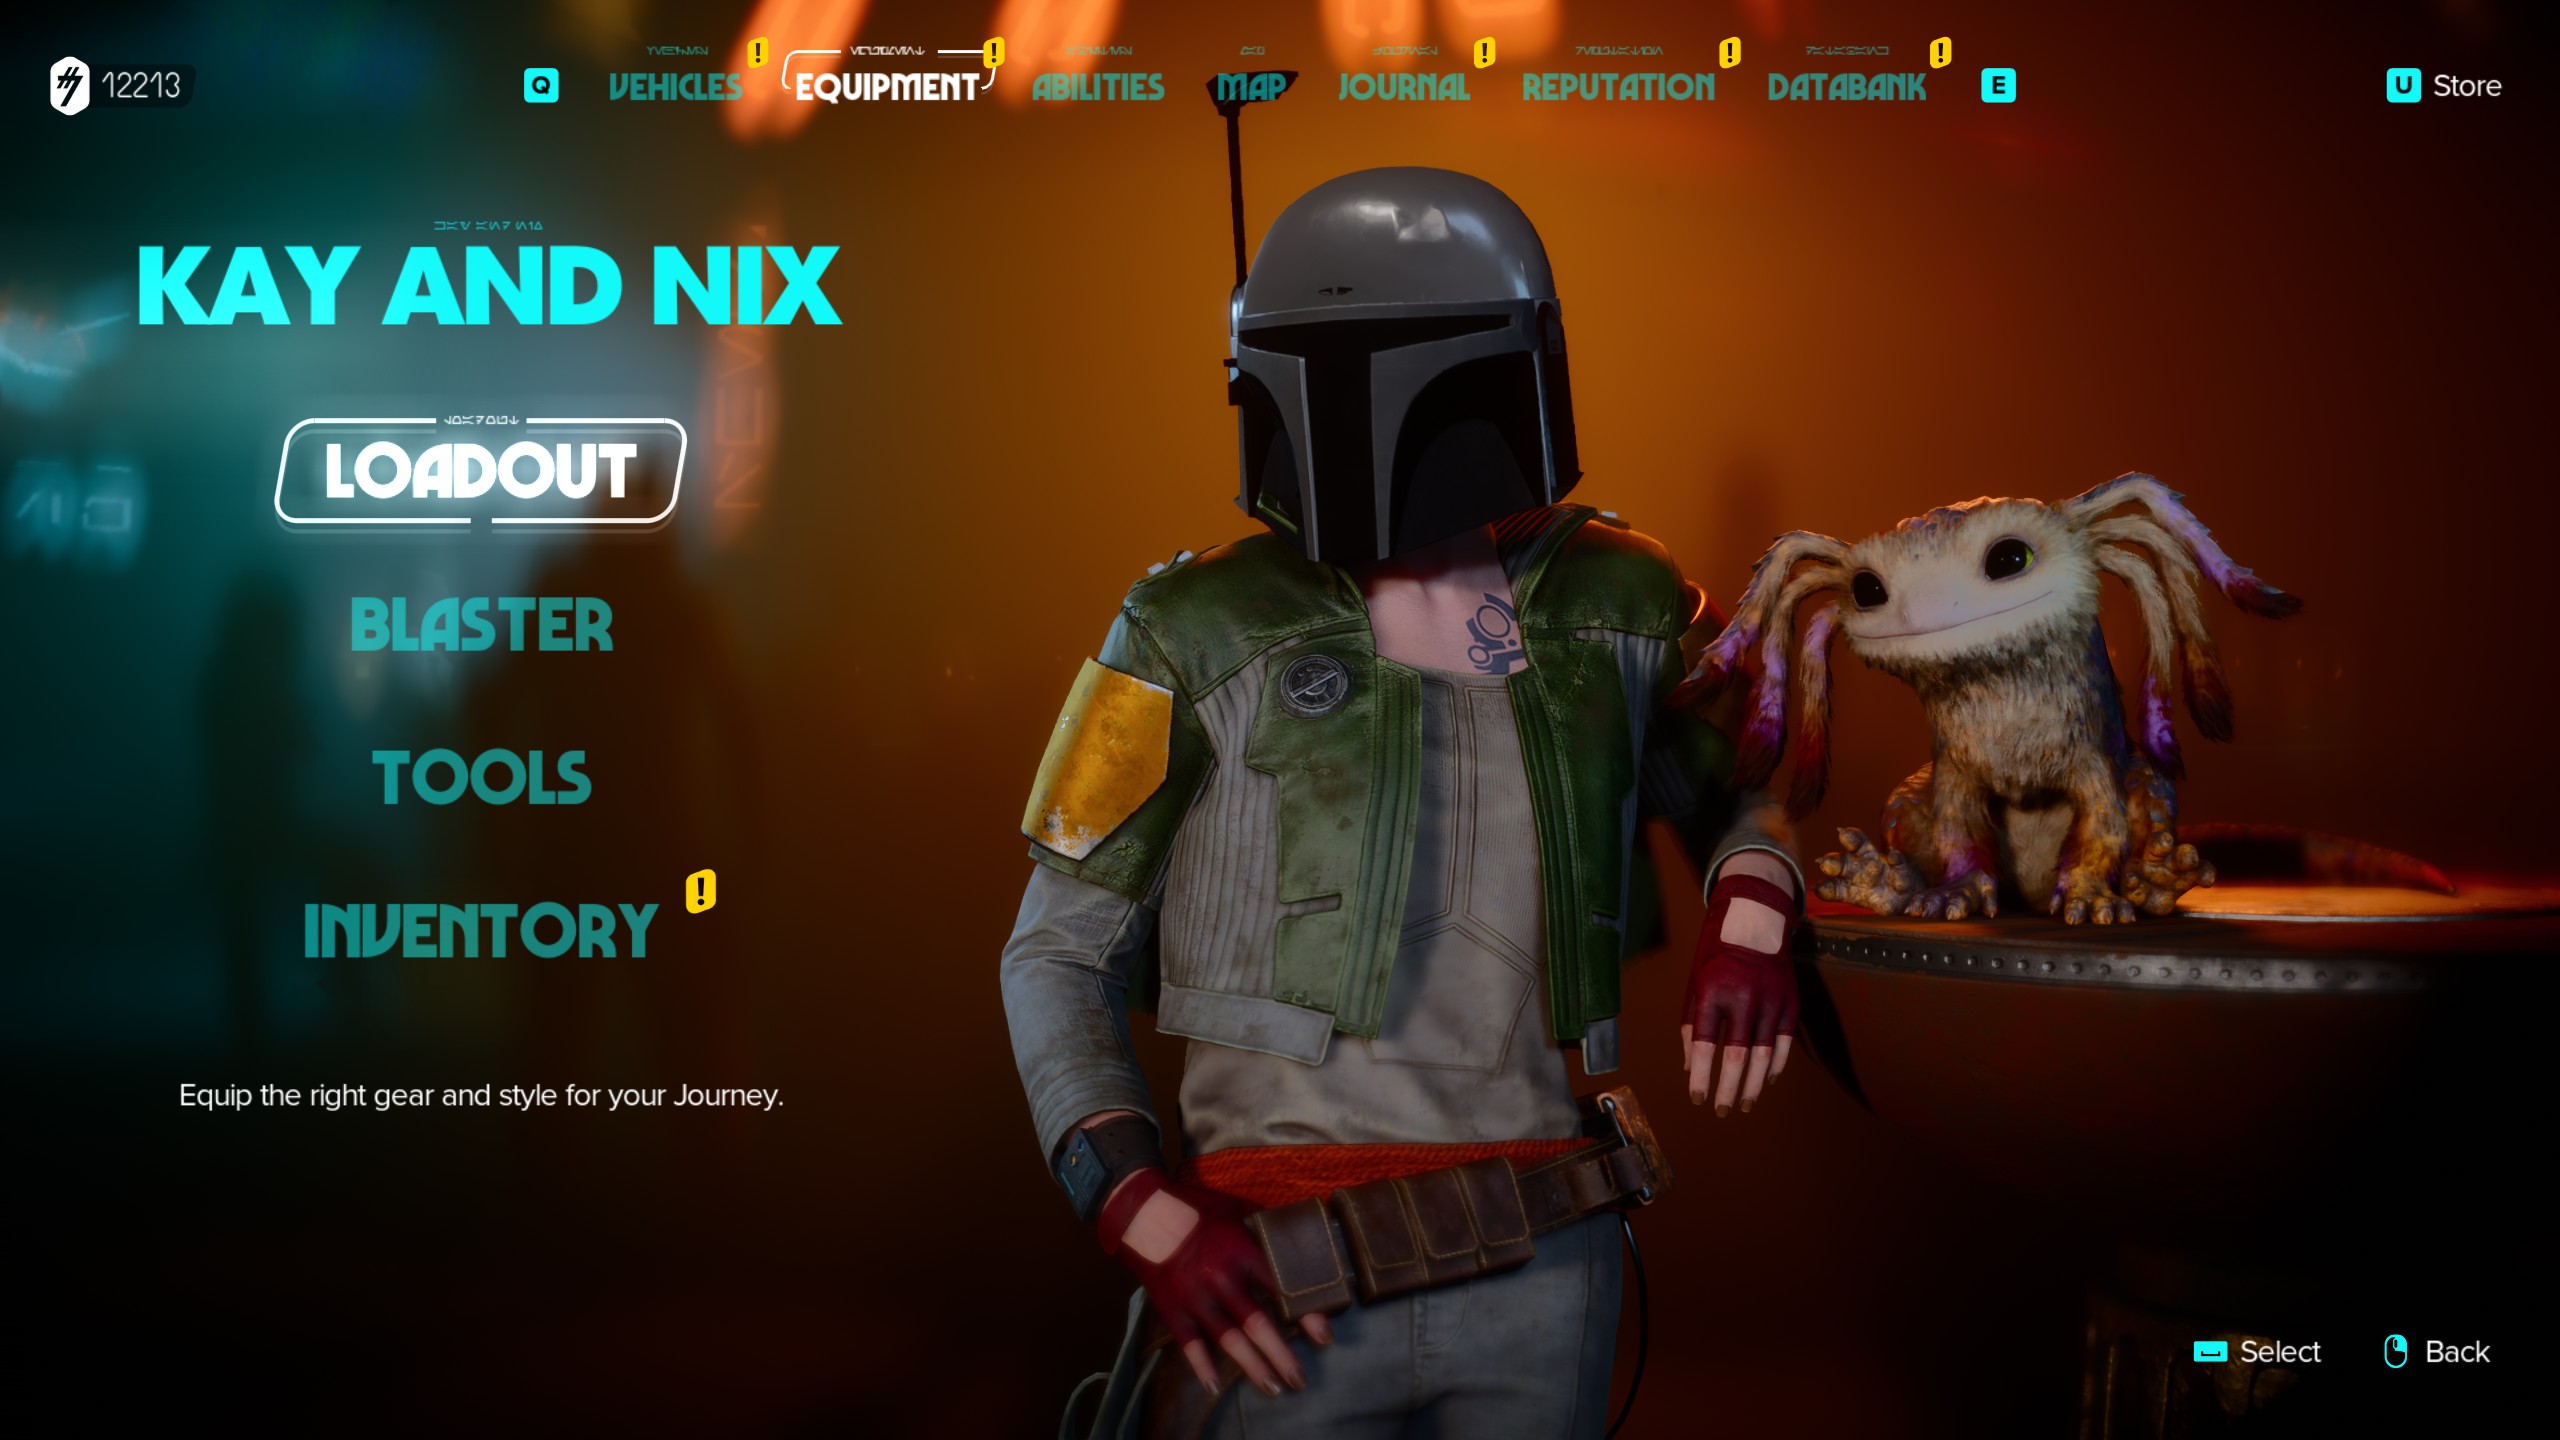 12213
Q
VEHICLES
EQUIPMENT
ABILITIES
MAP
JOURNAL
REPUTATION
DATABANK
E
U Store
KAY AND NIX
LOADOUT
BLASTER
TOOLS
INVENTORY
Equip the right gear and style for your Journey.
Select
Back